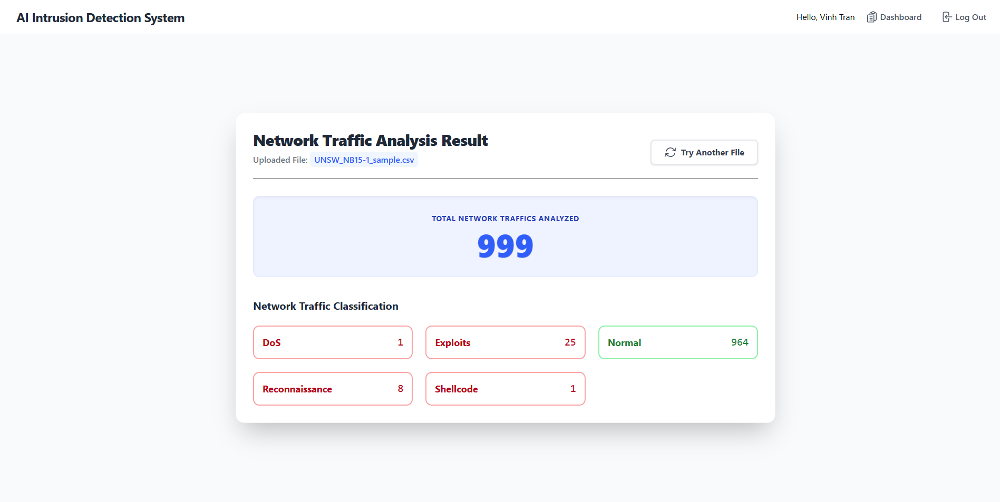 AI Intrusion Detection System
Hello, Vinh Tran
Dashboard
Log Out
Network Traffic Analysis Result
Uploaded File: UNSW_NB15-1_sample.csv
Try Another File
TOTAL NETWORK TRAFFICS ANALYZED
999
Network Traffic Classification
DoS 1
Exploits 25
Normal 964
Reconnaissance 8
Shellcode 1